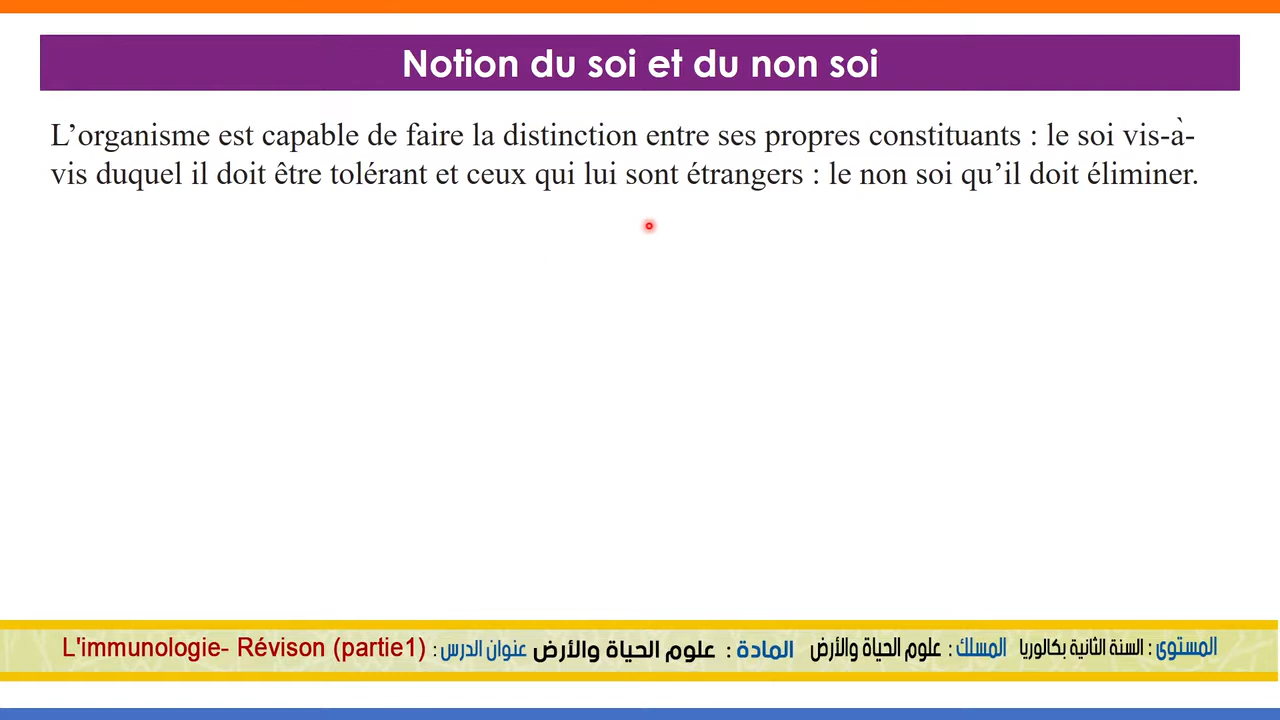 Notion du soi et du non soi
L’organisme est capable de faire la distinction entre ses propres constituants : le soi vis-à-
vis duquel il doit être tolérant et ceux qui lui sont étrangers : le non soi qu’il doit éliminer.
المستوى : السنة الثانية بكالوريا المسلك : علوم الحياة والأرض المادة : علوم الحياة والأرض عنوان الدرس : L'immunologie- Révison (partie1)